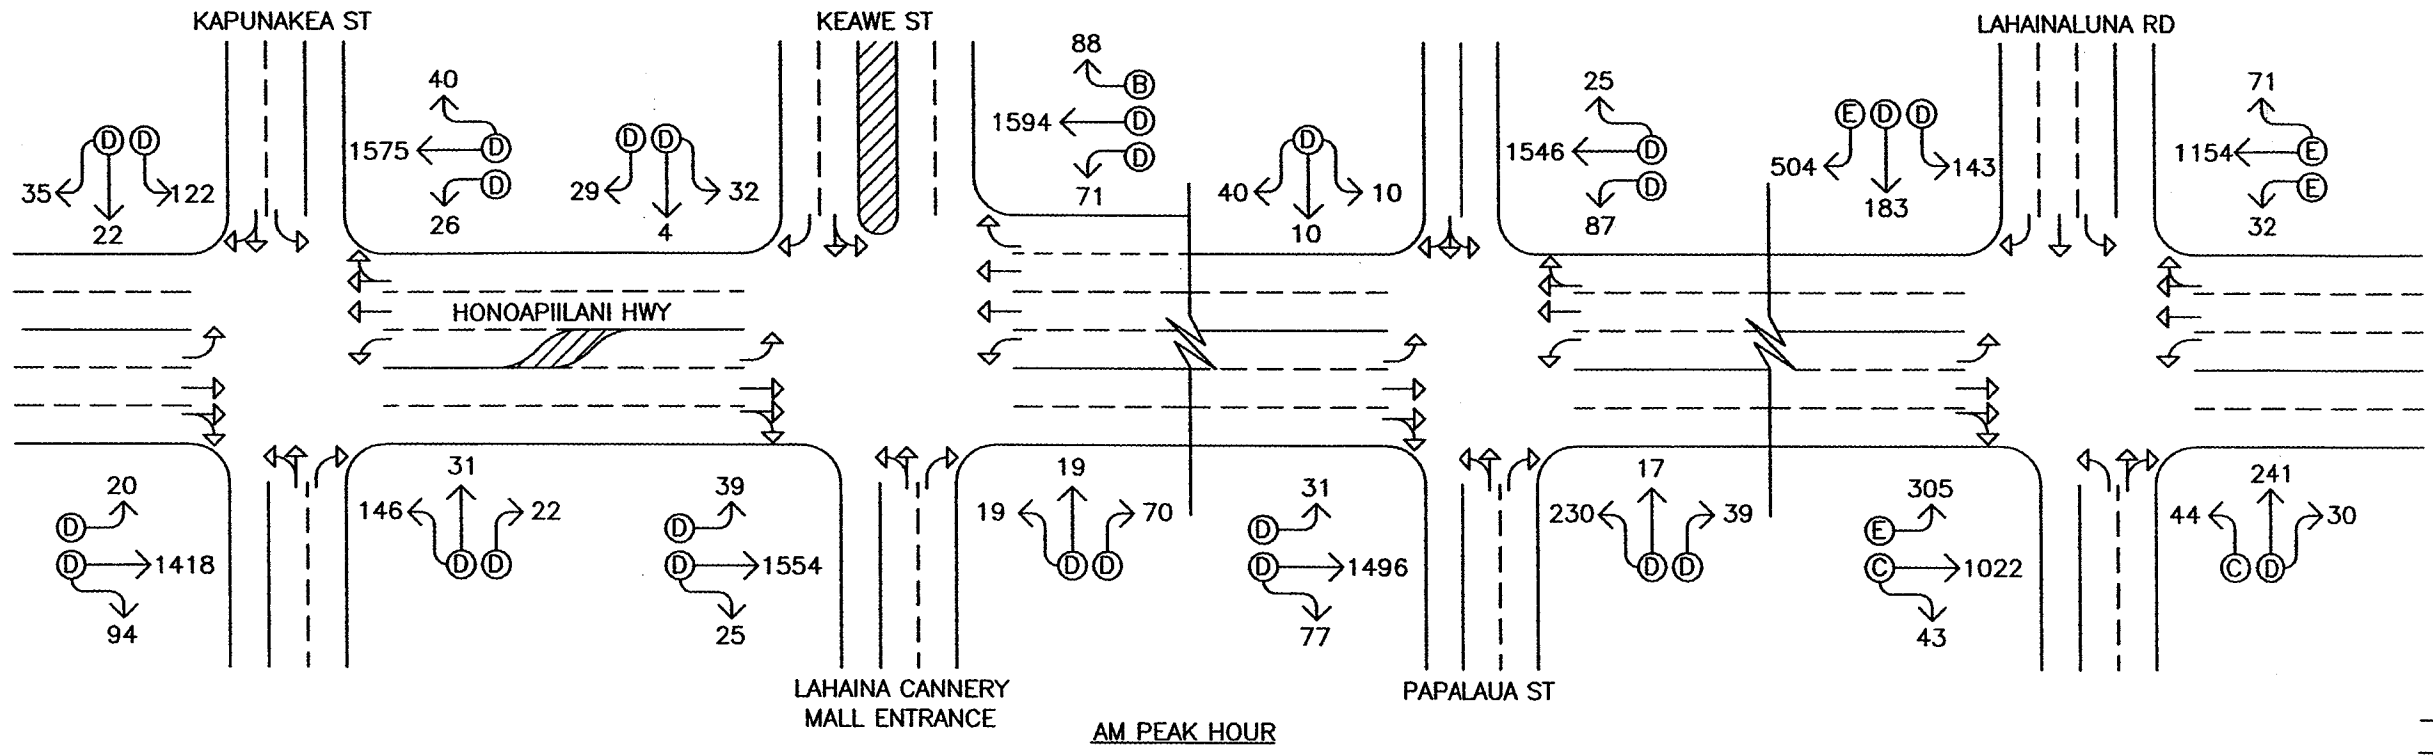 KAPUNAKEA ST
KEAWE ST
LAHAINALUNA RD
35
22
D D
122
40
1575 D
D
26
29
4
D D
32
88
B
1594 D
D
71
40
10
D
10
25
1546 D
D
87
504
183
E D D
143
71
1154 E
E
32
HONOAPIILANI HWY
20
D
D 1418
94
146
31
D D
22
39
D
D 1554
25
19
19
D D
70
31
D
D 1496
77
230
17
D D
39
305
E
C 1022
43
44
241
C D
30
LAHAINA CANNERY
MALL ENTRANCE
PAPALAUA ST
AM PEAK HOUR